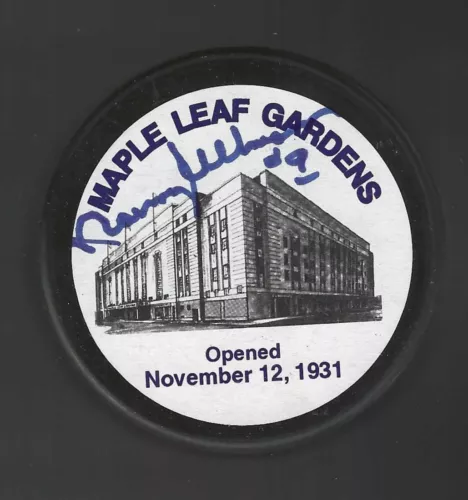 MAPLE LEAF GARDENS
Opened
November 12, 1931